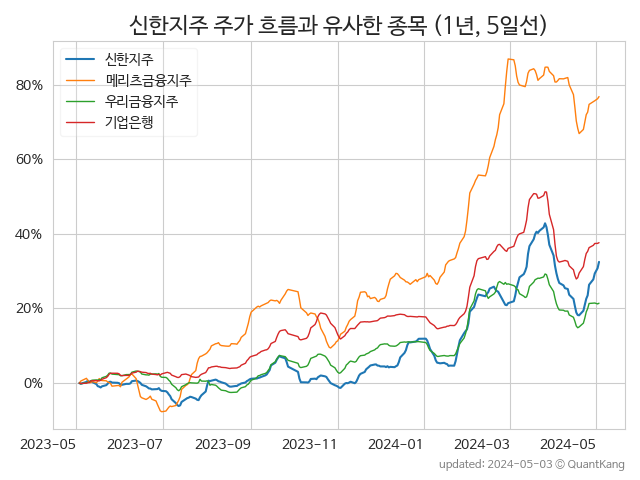 신한지주 주가 흐름과 유사한 종목 (1년, 5일선)
신한지주
메리츠금융지주
우리금융지주
기업은행
80%
60%
40%
20%
0%
2023-05 2023-07 2023-09 2023-11 2024-01 2024-03 2024-05
updated: 2024-05-03 © QuantKang